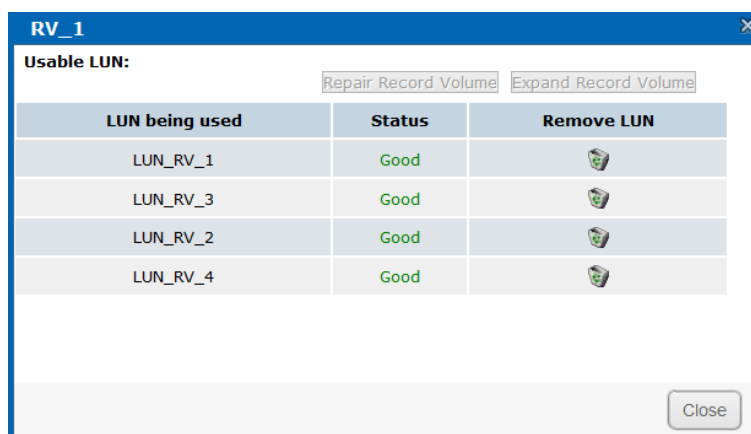 RV_1
Usable LUN:
Repair Record Volume Expand Record Volume
LUN being used Status Remove LUN
LUN_RV_1 Good
LUN_RV_3 Good
LUN_RV_2 Good
LUN_RV_4 Good
Close